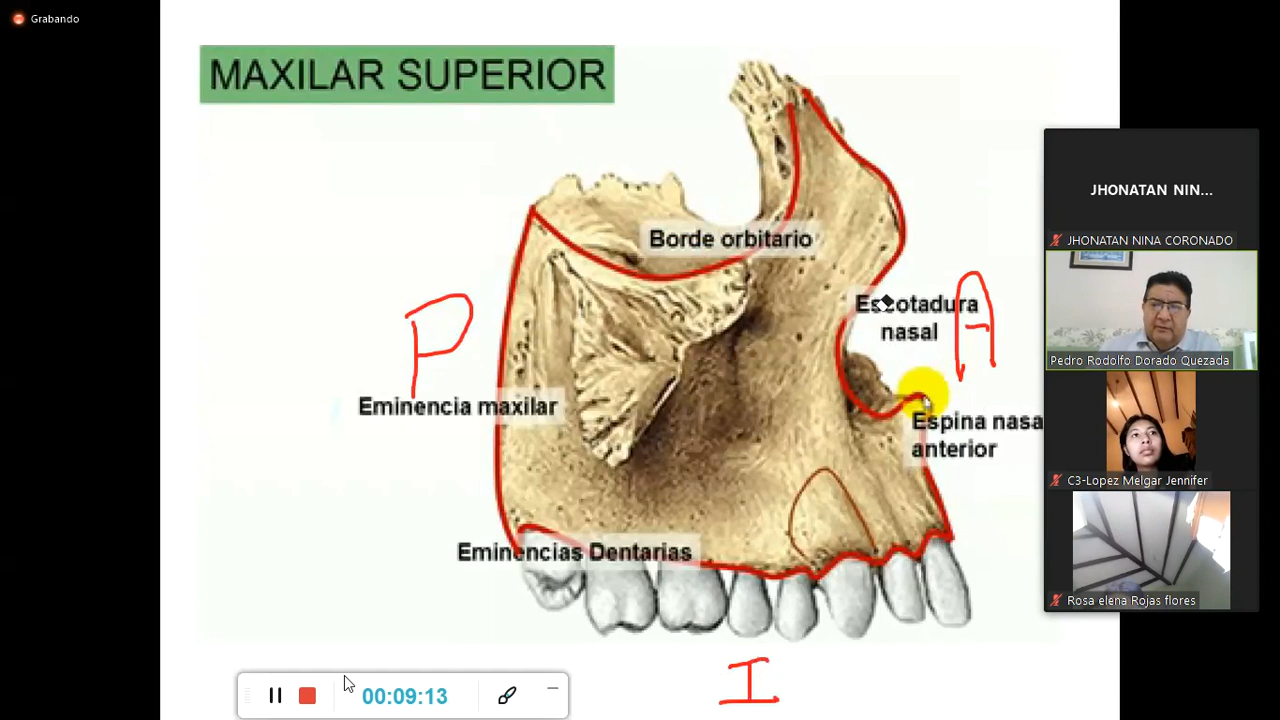 Grabando
MAXILAR SUPERIOR
JHONATAN NIN...
JHONATAN NINA CORONADO
Borde orbitario
P
Escotadura
nasal
A
Pedro Rodolfo Dorado Quezada
Eminencia maxilar
Espina nasa
anterior
C3-Lopez Melgar Jennifer
Eminencias Dentarias
Rosa elena Rojas flores
I
00:09:13